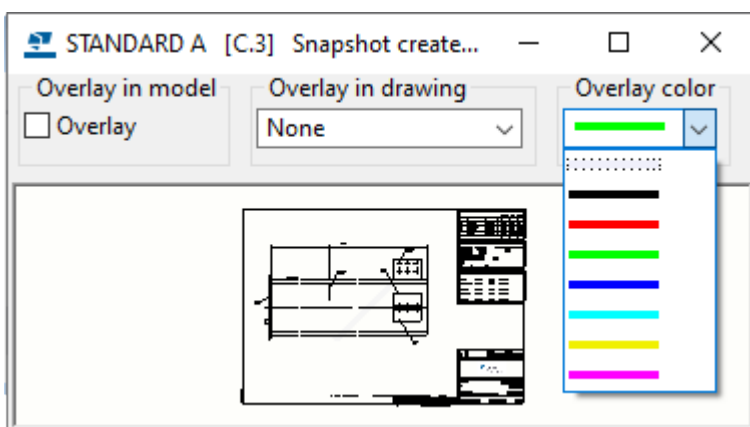 STANDARD A [C.3] Snapshot create...
Overlay in model
Overlay in drawing
Overlay color
Overlay
None